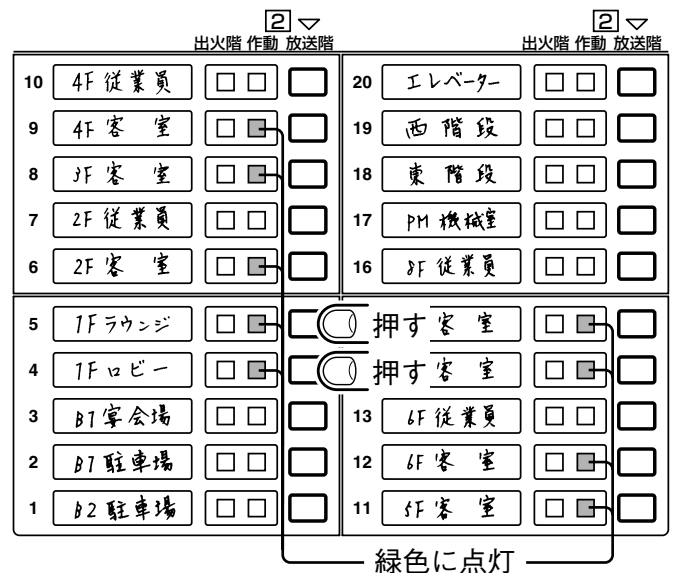 2
出火階 作動 放送階
10 4F 従業員
9 4F 客 室
8 3F 客 室
7 2F 従業員
6 2F 客 室
5 1F ラウンジ 押す
4 1F ロビー 押す
3 B1 宴会場
2 B1 駐車場
1 B2 駐車場
2
出火階 作動 放送階
20 エレベーター
19 西 階 段
18 東 階 段
17 PH 機械室
16 8F 従業員
客 室
客 室
13 6F 従業員
12 6F 客 室
11 5F 客 室
緑色に点灯